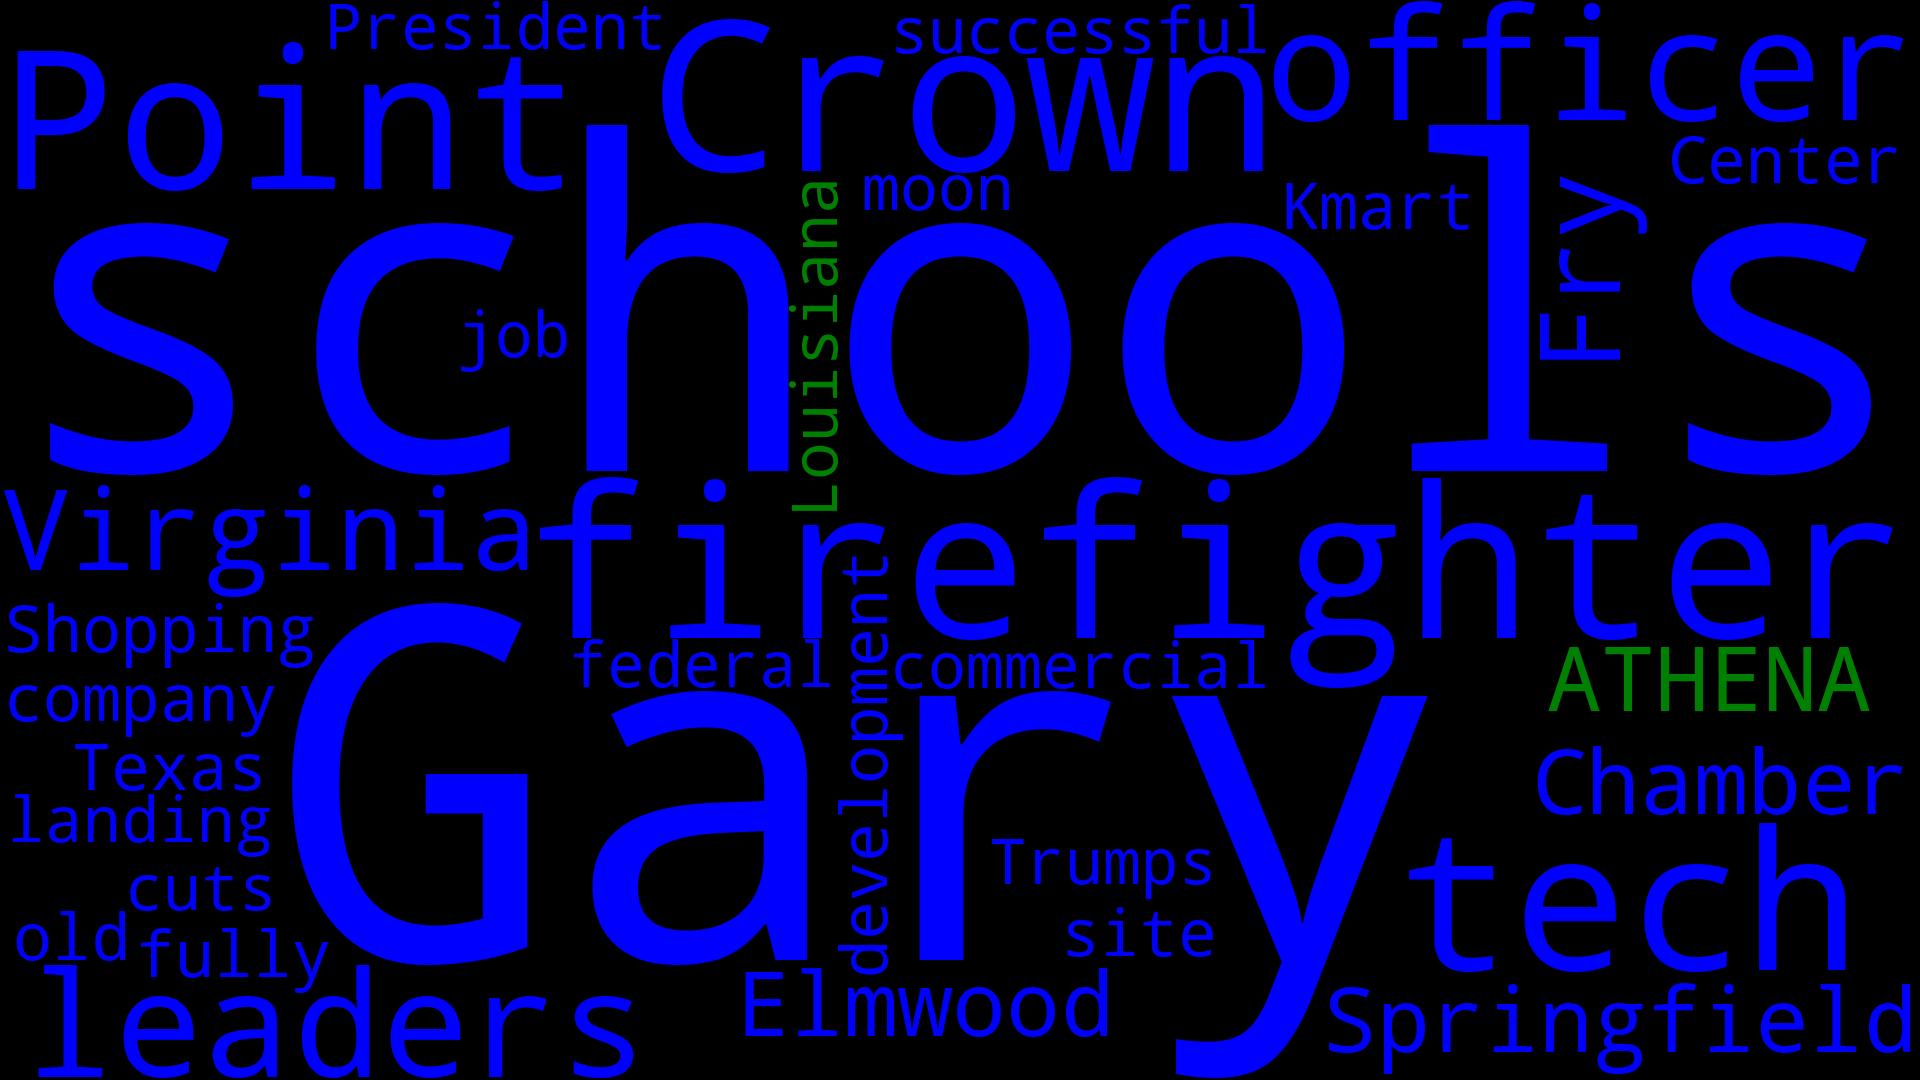 President
successful
officer
Point
Crown
Center
moon
Kmart
Fry
Louisiana
schools
job
Virginia
firefighter
Shopping
federal
commercial
development
ATHENA
company
Gary
Texas
Chamber
landing
Trumps
tech
cuts
site
old
fully
leaders
Elmwood
Springfield